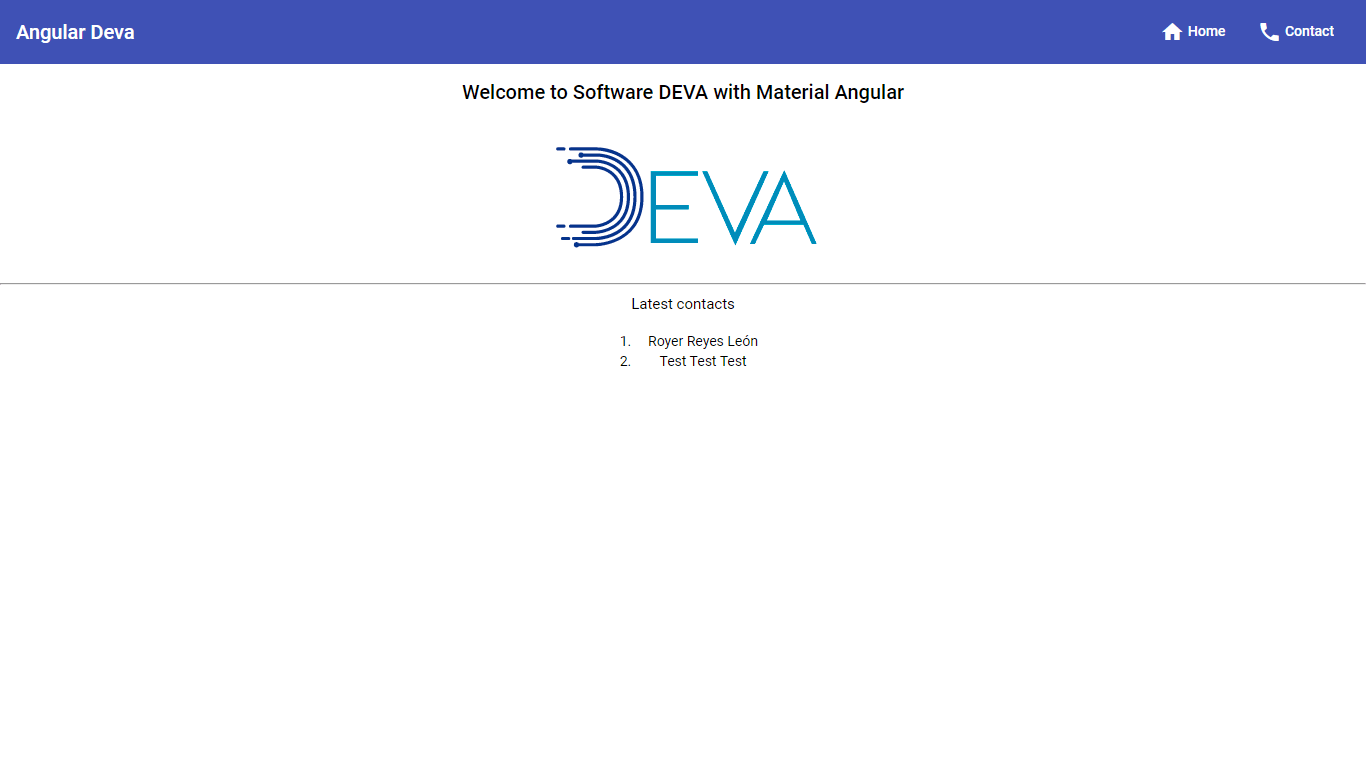 Angular Deva
Home
Contact
Welcome to Software DEVA with Material Angular
DEVA
Latest contacts
1. Royer Reyes León
2. Test Test Test